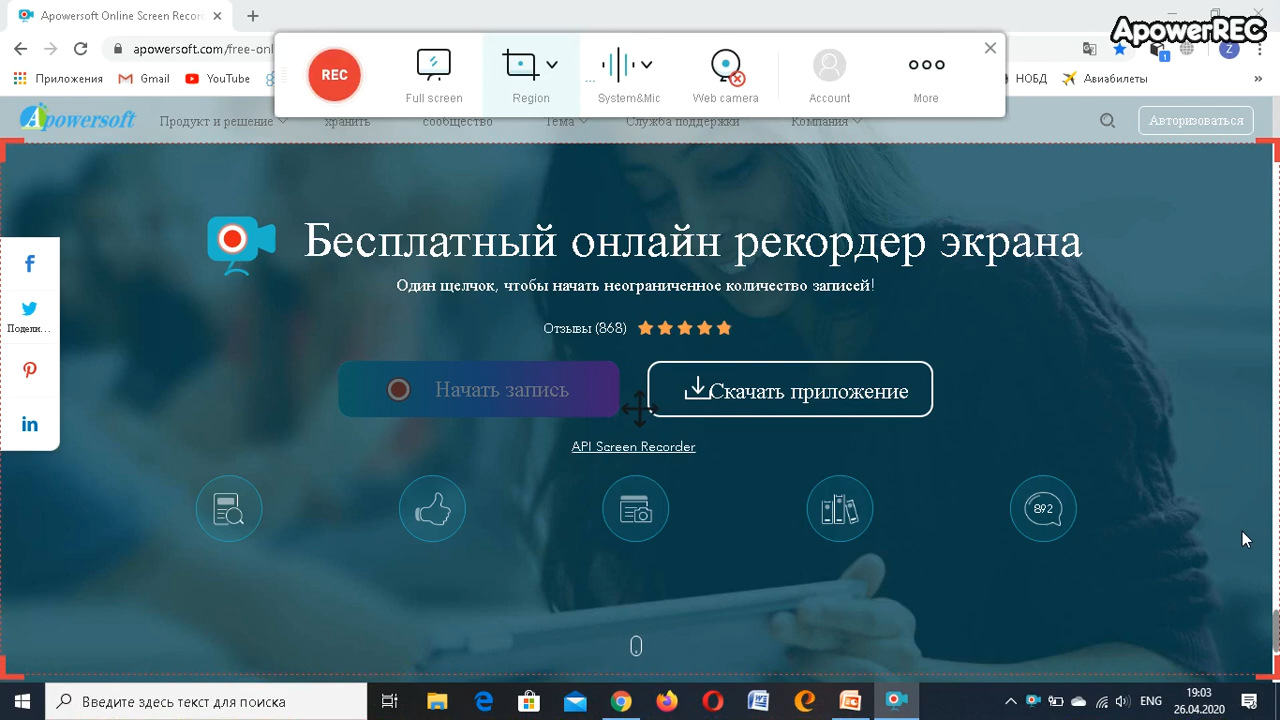 Apowersoft Online Screen Recor
ApowerREC
apowersoft.com/free-onl
Z
1
Приложения
Gmail
YouTube
НОБД
Авиабилеты
»
REC
Full screen
Region
...
System&Mic
Web camera
Account
More
Apowersoft
Продукт и решение
хранить
сообщество
Тема
Служба поддержки
Компания
Авторизоваться
Бесплатный онлайн рекордер экрана
Один щелчок, чтобы начать неограниченное количество записей!
Отзывы (868)
Подели...
Начать запись
Скачать приложение
API Screen Recorder
892
Введите здесь текст для поиска
ENG
19:03
26.04.2020